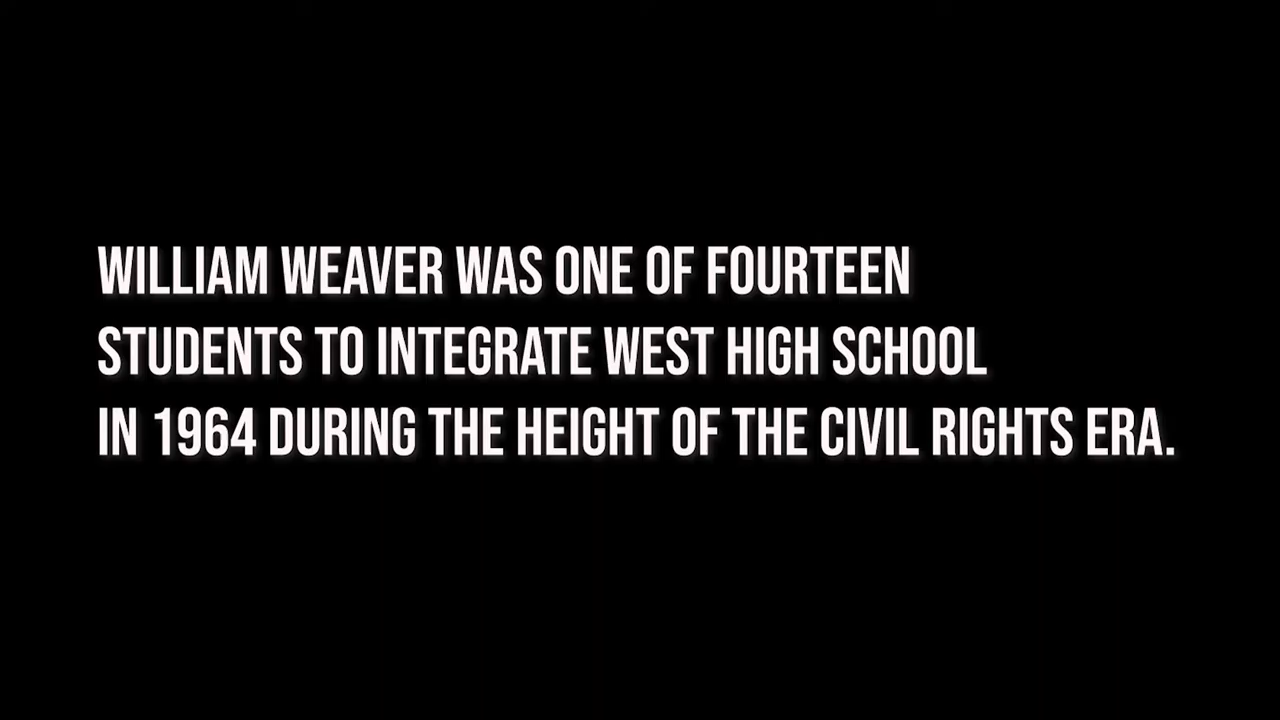 WILLIAM WEAVER WAS ONE OF FOURTEEN
STUDENTS TO INTEGRATE WEST HIGH SCHOOL
IN 1964 DURING THE HEIGHT OF THE CIVIL RIGHTS ERA.